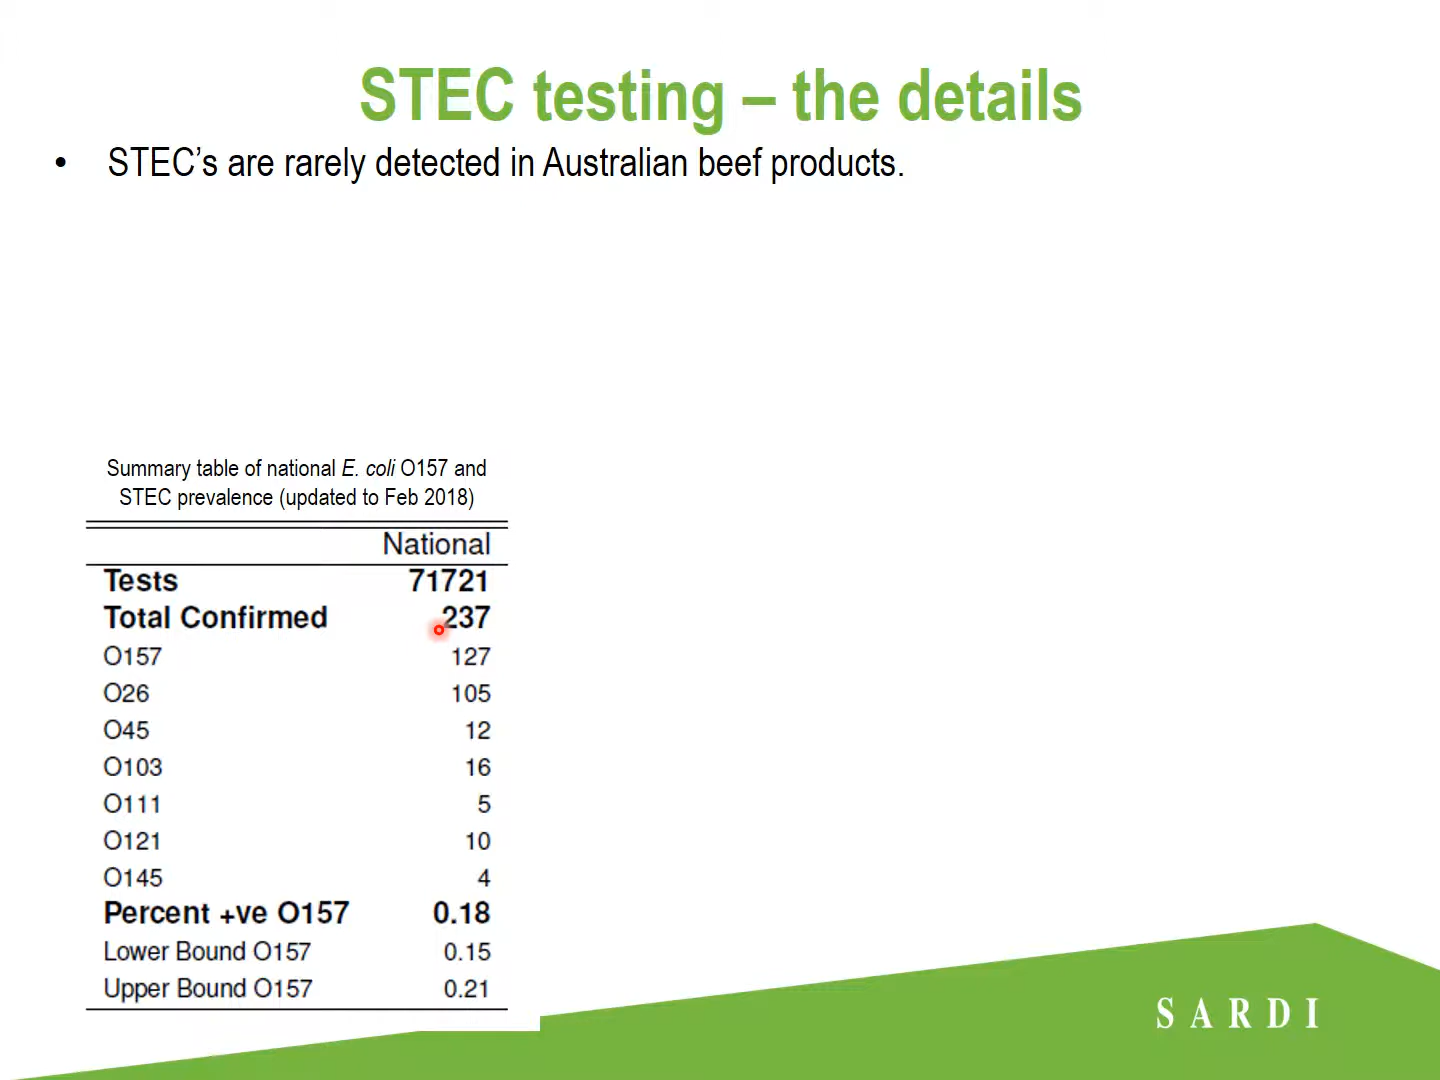 STEC testing – the details
• STEC’s are rarely detected in Australian beef products.
Summary table of national E. coli O157 and
STEC prevalence (updated to Feb 2018)
National
Tests 71721
Total Confirmed 237
O157 127
O26 105
O45 12
O103 16
O111 5
O121 10
O145 4
Percent +ve O157 0.18
Lower Bound O157 0.15
Upper Bound O157 0.21
SARDI